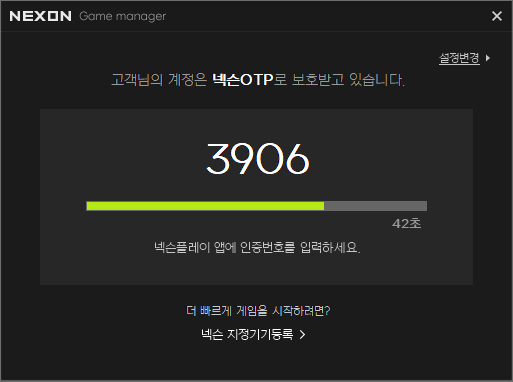 NEXON Game manager
설정변경
고객님의 계정은 넥슨OTP로 보호받고 있습니다.
3906
42초
넥슨플레이 앱에 인증번호를 입력하세요.
더 빠르게 게임을 시작하려면?
넥슨 지정기기등록 >